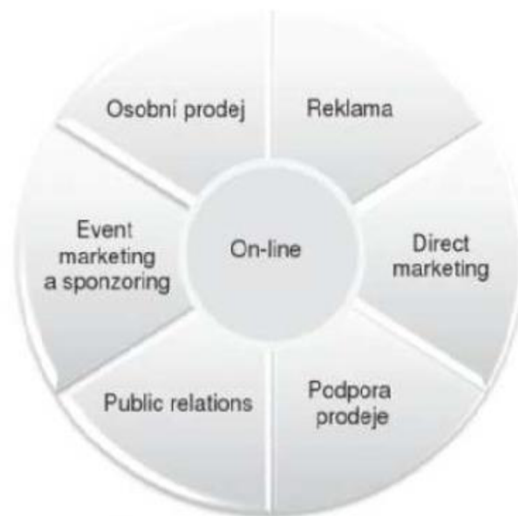 Osobní prodej
Reklama
Event
marketing
a sponzoring
On-line
Direct
marketing
Public relations
Podpora
prodeje